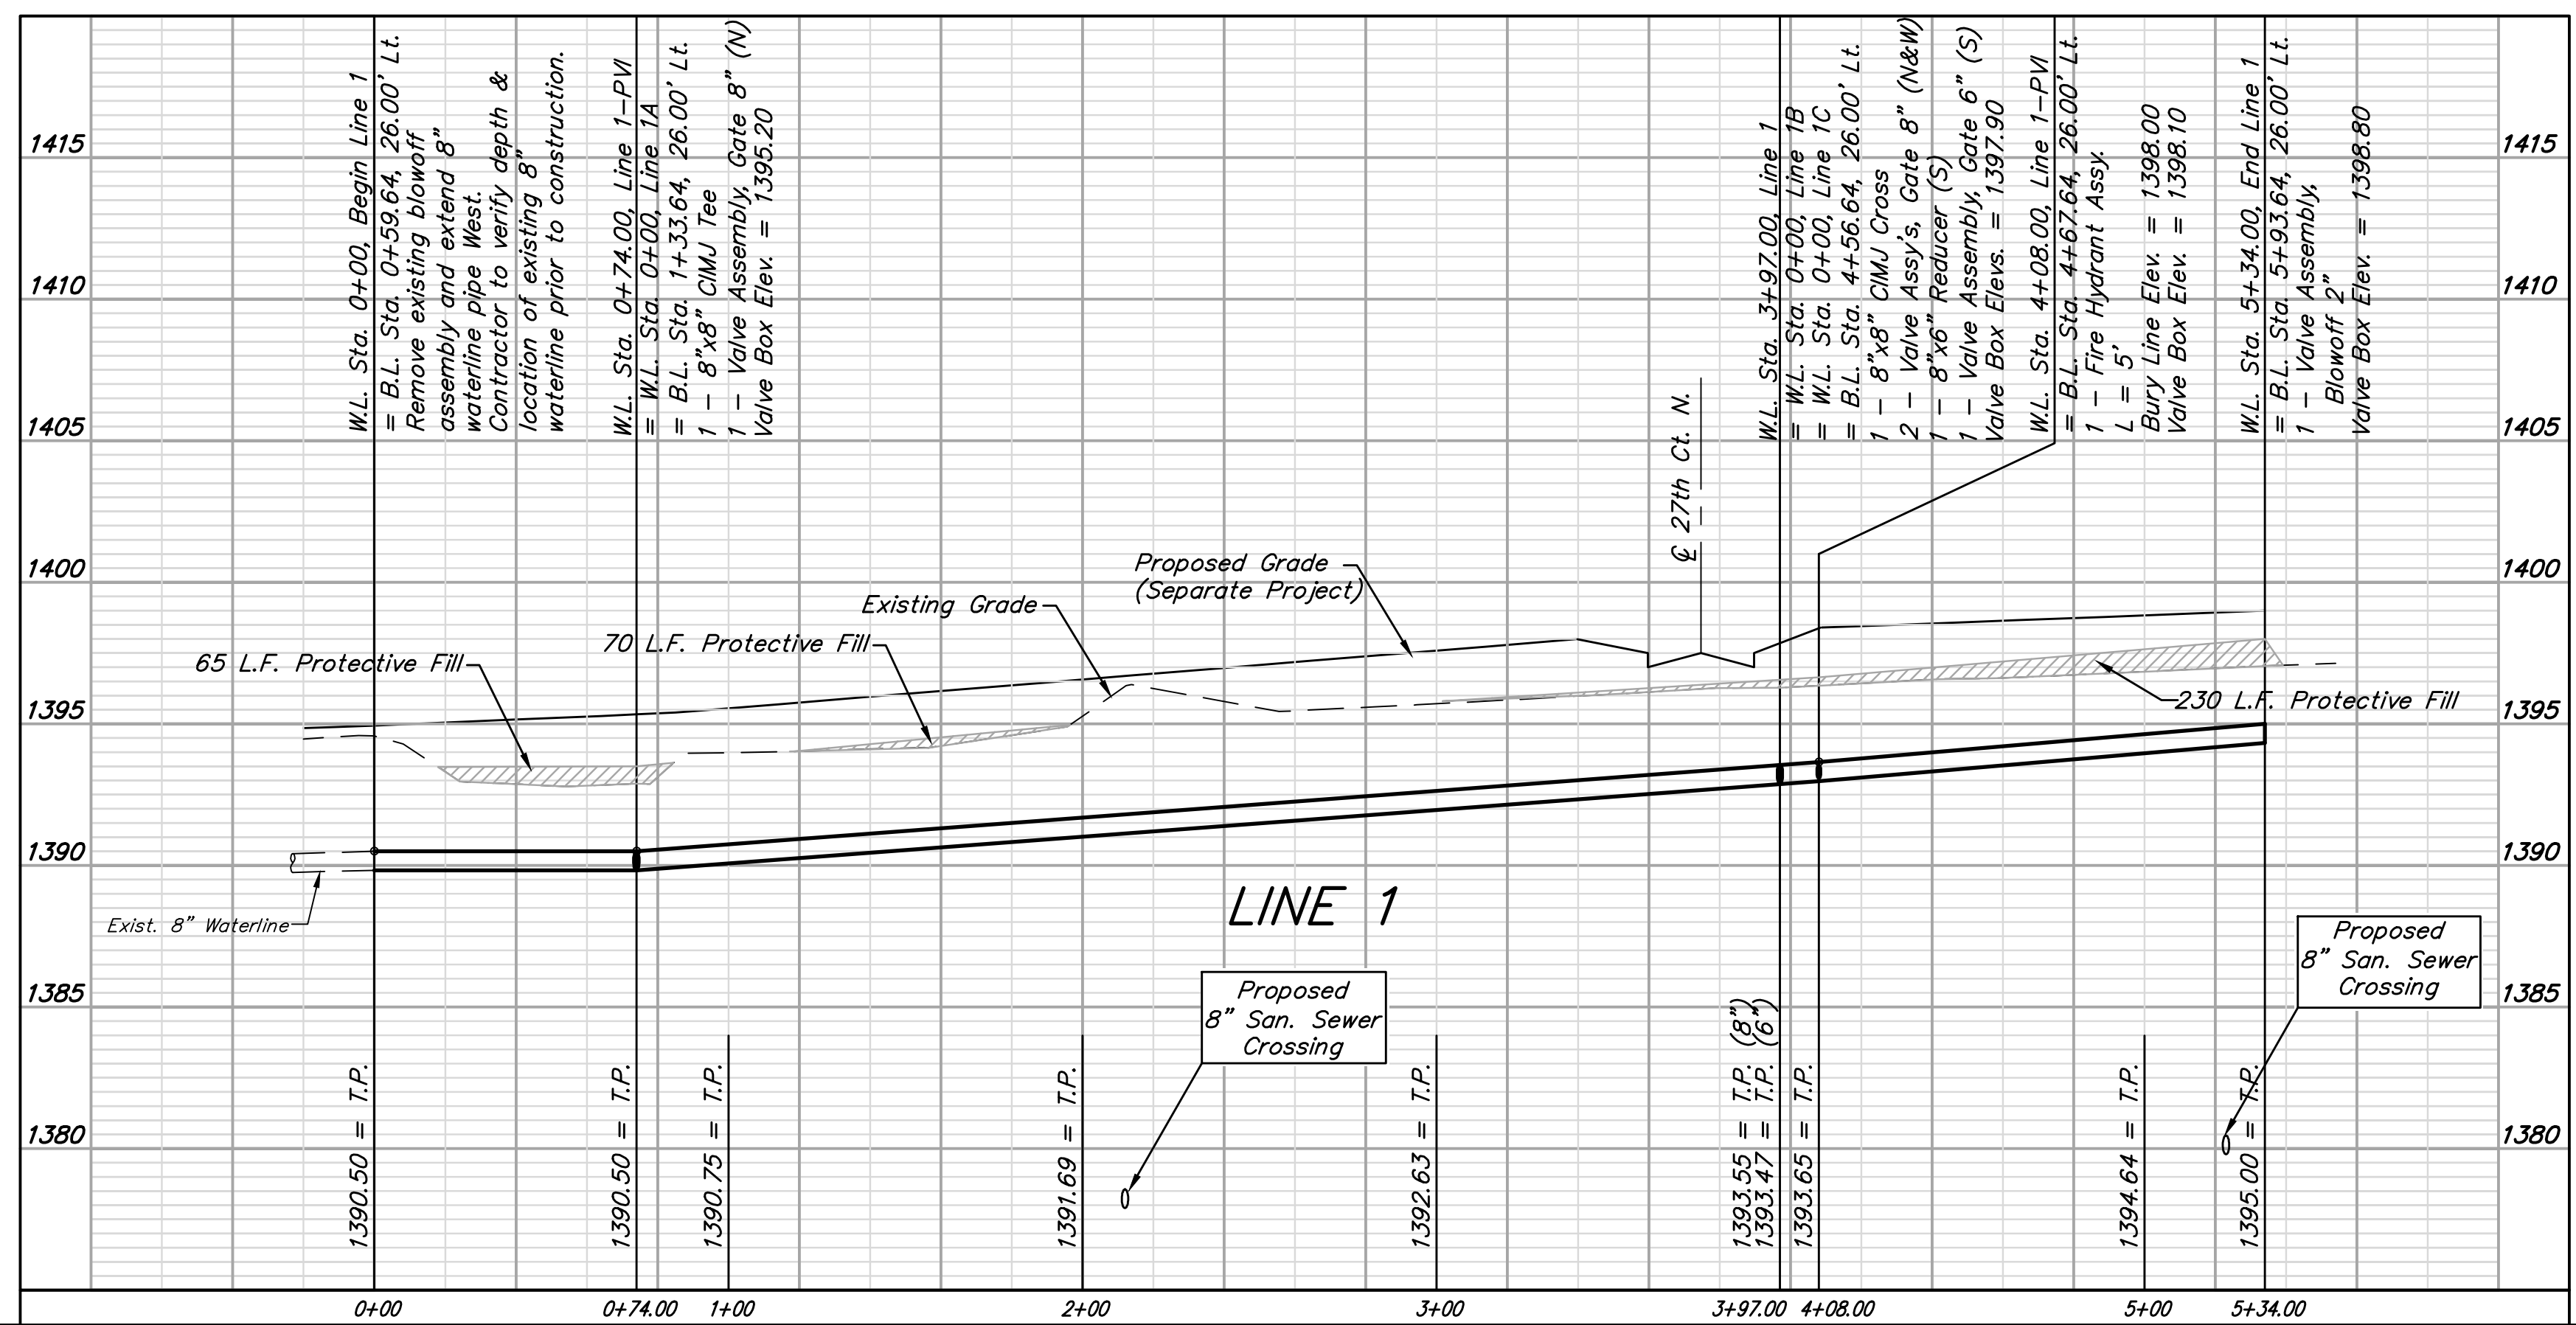 1415
1410
1405
1400
1395
1390
1385
1380
W.L. Sta. 0+00, Begin Line 1
= B.L. Sta. 0+59.64, 26.00' Lt.
Remove existing blowoff
assembly and extend 8"
waterline pipe West.
Contractor to verify depth &
location of existing 8"
waterline prior to construction.
W.L. Sta. 0+74.00, Line 1-PVI
= W.L. Sta. 0+00, Line 1A
= B.L. Sta. 1+33.64, 26.00' Lt.
1 - 8"x8" CIMJ Tee
1 - Valve Assembly, Gate 8" (N)
Valve Box Elev. = 1395.20
W.L. Sta. 3+97.00, Line 1
= W.L. Sta. 0+00, Line 1B
= W.L. Sta. 0+00, Line 1C
= B.L. Sta. 4+56.64, 26.00' Lt.
1 - 8"x8" CIMJ Cross
2 - Valve Assy's, Gate 8" (N&W)
1 - 8"x6" Reducer (S)
1 - Valve Assembly, Gate 6" (S)
Valve Box Elevs. = 1397.90
W.L. Sta. 4+08.00, Line 1-PVI
= B.L. Sta. 4+67.64, 26.00' Lt.
1 - Fire Hydrant Assy.
L = 5'
Bury Line Elev. = 1398.00
Valve Box Elev. = 1398.10
W.L. Sta. 5+34.00, End Line 1
= B.L. Sta. 5+93.64, 26.00' Lt.
1 - Valve Assembly,
Blowoff 2"
Valve Box Elev. = 1398.80
1415
1410
1405
1400
1395
1390
1385
1380
℄ 27th Ct. N.
Proposed Grade
(Separate Project)
Existing Grade
70 L.F. Protective Fill
65 L.F. Protective Fill
230 L.F. Protective Fill
Exist. 8" Waterline
LINE 1
Proposed
8" San. Sewer
Crossing
Proposed
8" San. Sewer
Crossing
1390.50 = T.P.
1390.50 = T.P.
1390.75 = T.P.
1391.69 = T.P.
1392.63 = T.P.
1393.55 = T.P. (8")
1393.47 = T.P. (6")
1393.65 = T.P.
1394.64 = T.P.
1395.00 = T.P.
0+00 0+74.00 1+00 2+00 3+00 3+97.00 4+08.00 5+00 5+34.00